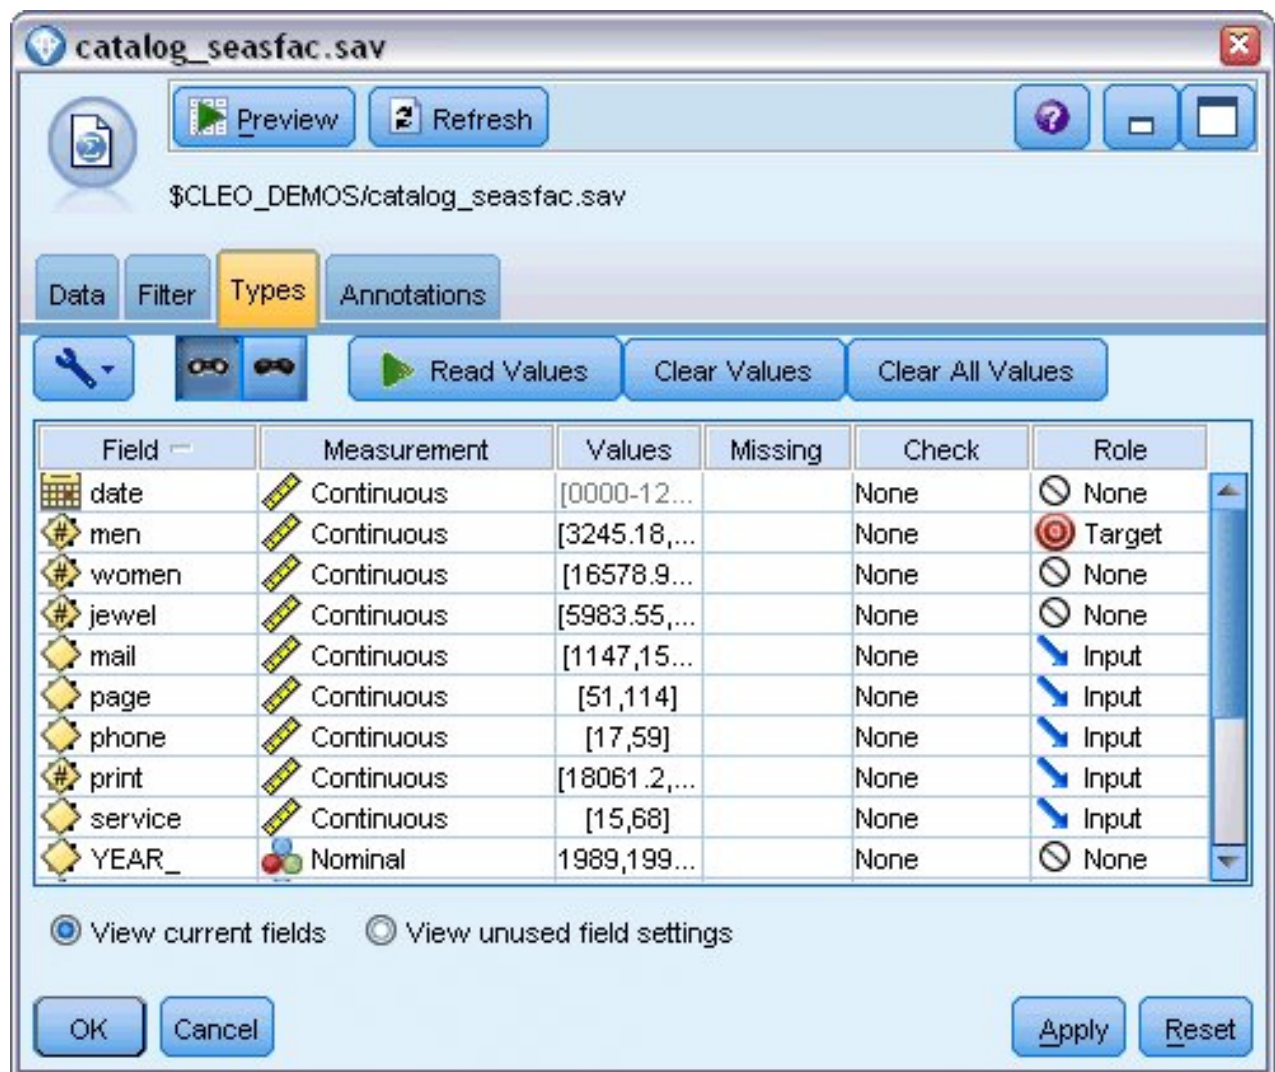 catalog_seasfac.sav
Preview Refresh
$CLEO_DEMOS/catalog_seasfac.sav
Data Filter Types Annotations
Read Values Clear Values Clear All Values
Field Measurement Values Missing Check Role
date Continuous [0000-12... None None
men Continuous [3245.18,... None Target
women Continuous [16578.9... None None
jewel Continuous [5983.55,... None None
mail Continuous [1147,15... None Input
page Continuous [51,114] None Input
phone Continuous [17,59] None Input
print Continuous [18061.2,... None Input
service Continuous [15,68] None Input
YEAR_ Nominal 1989,199... None None
View current fields View unused field settings
OK Cancel Apply Reset